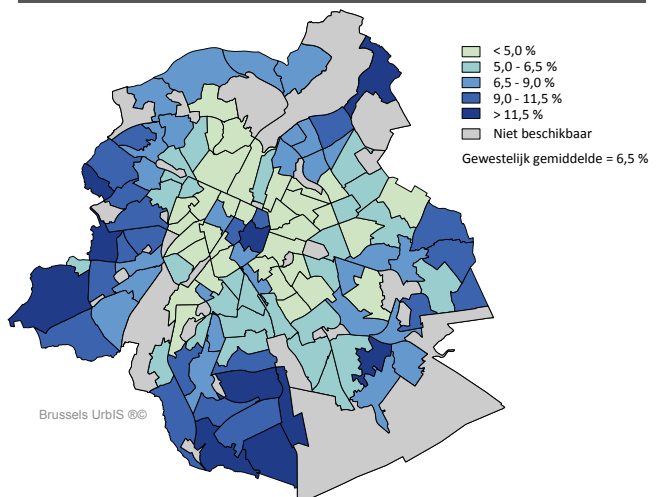 < 5,0 %
5,0 - 6,5 %
6,5 - 9,0 %
9,0 - 11,5 %
> 11,5 %
Niet beschikbaar
Gewestelijk gemiddelde = 6,5 %
Brussels UrbIS ®©